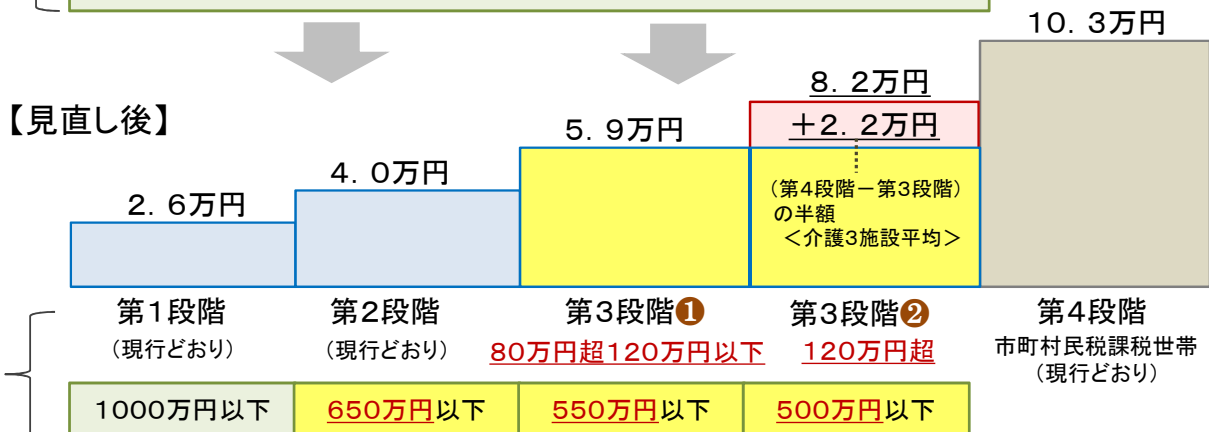 10．3万円
8．2万円
【見直し後】
＋2．2万円
5．9万円
4．0万円
（第4段階－第3段階）
の半額
＜介護3施設平均＞
2．6万円
第1段階
（現行どおり）
第2段階
（現行どおり）
第3段階❶
80万円超120万円以下
第3段階❷
120万円超
第4段階
市町村民税課税世帯
（現行どおり）
1000万円以下
650万円以下
550万円以下
500万円以下